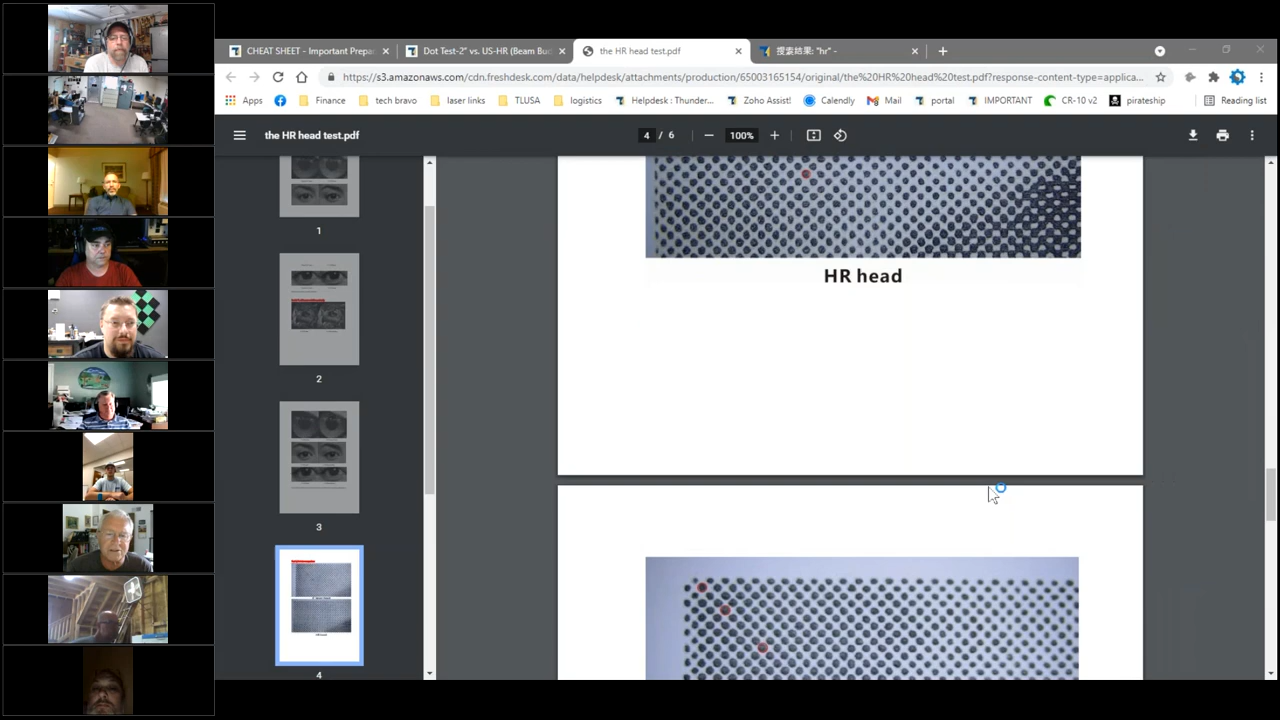 CHEAT SHEET - Important Prepa
Dot Test-2" vs. US-HR (Beam Bu
the HR head test.pdf
"hr" -
https://s3.amazonaws.com/cdn.freshdesk.com/data/helpdesk/attachments/production/65003165154/original/the%20HR%20head%20test.pdf?response-content-type=applica...
Apps
Finance
tech bravo
laser links
TLUSA
logistics
Helpdesk : Thunder...
Zoho Assist!
Calendly
Mail
portal
IMPORTANT
CR-10 v2
pirateship
Reading list
the HR head test.pdf
4 / 6
100%
1
2
3
4
HR head